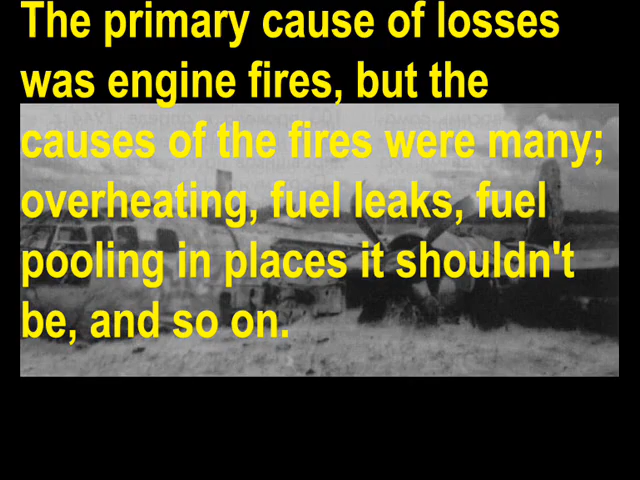 The primary cause of losses
was engine fires, but the
causes of the fires were many;
overheating, fuel leaks, fuel
pooling in places it shouldn't
be, and so on.